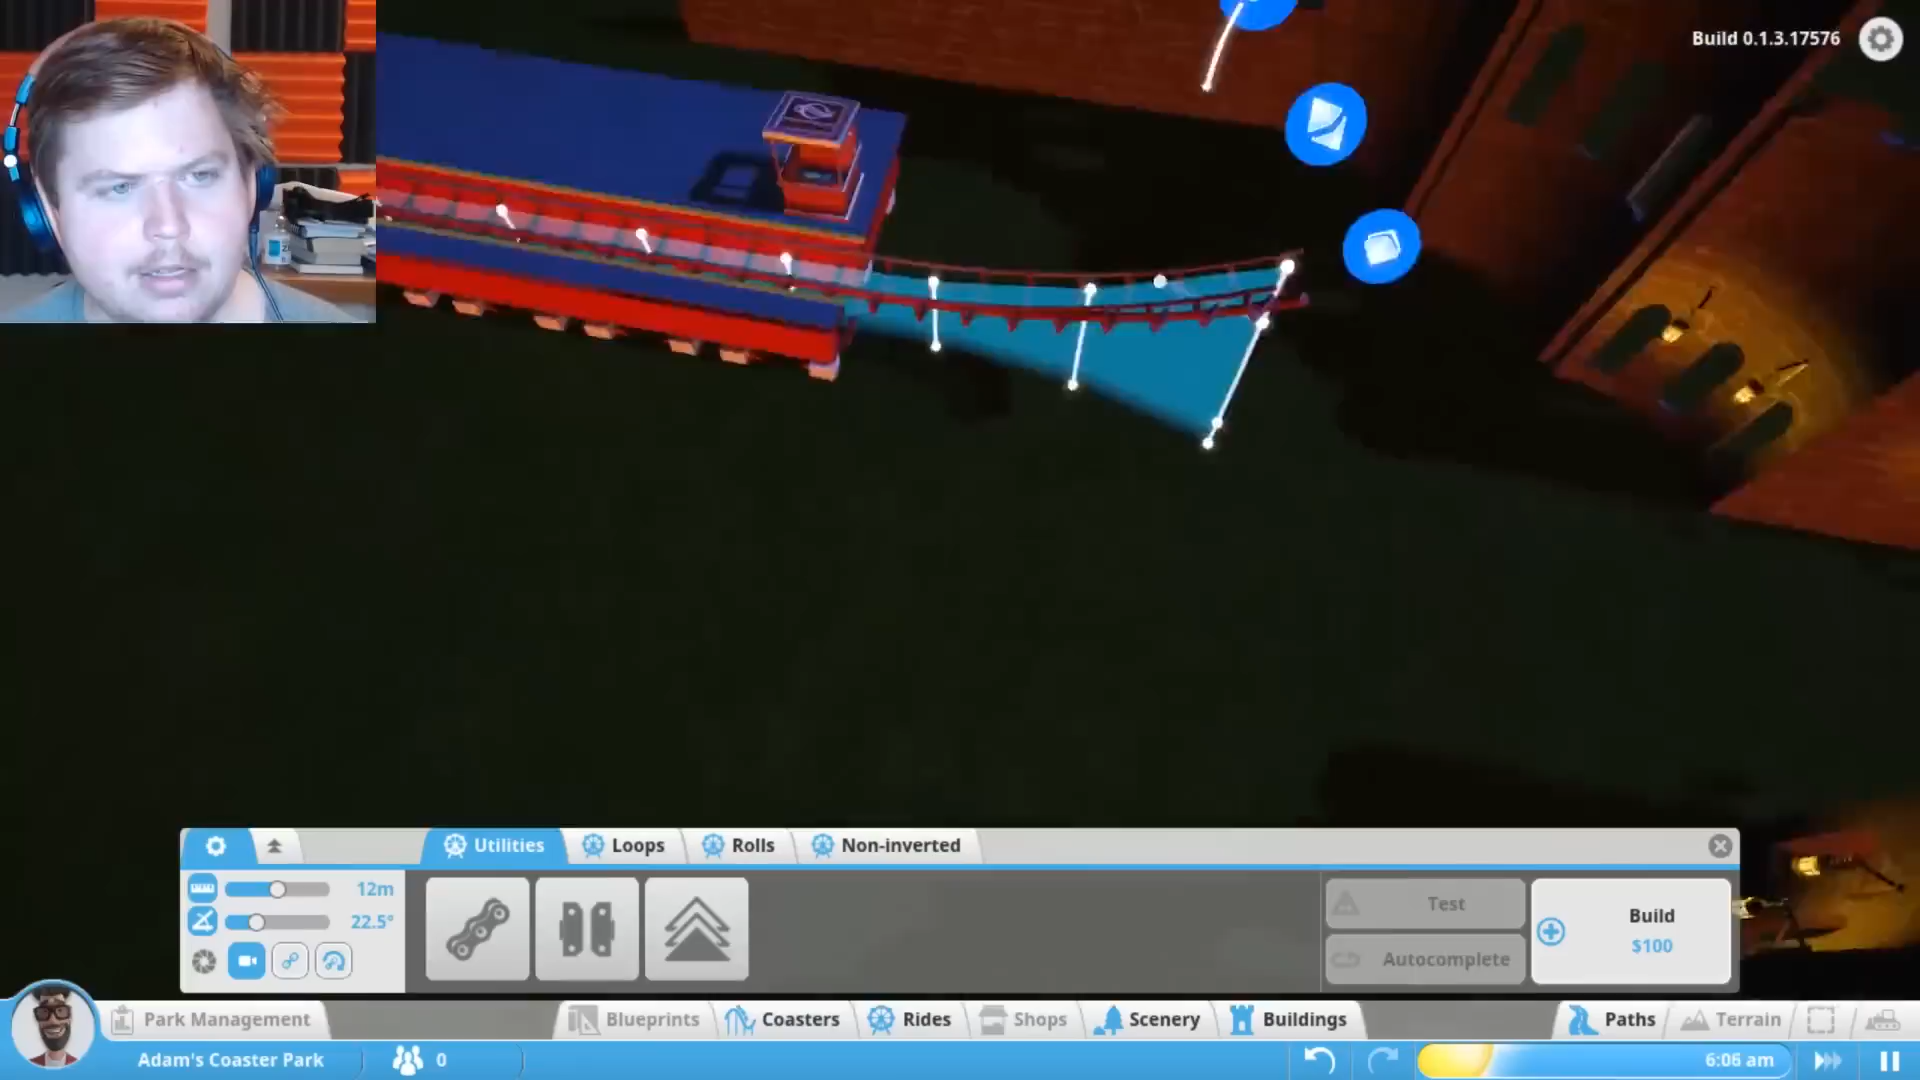 Build 0.1.3.17576
Utilities
Loops
Rolls
Non-inverted
12m
22.5°
Test
Autocomplete
Build
$100
Park Management
Blueprints
Coasters
Rides
Shops
Scenery
Buildings
Paths
Terrain
Adam's Coaster Park
0
6:06 am